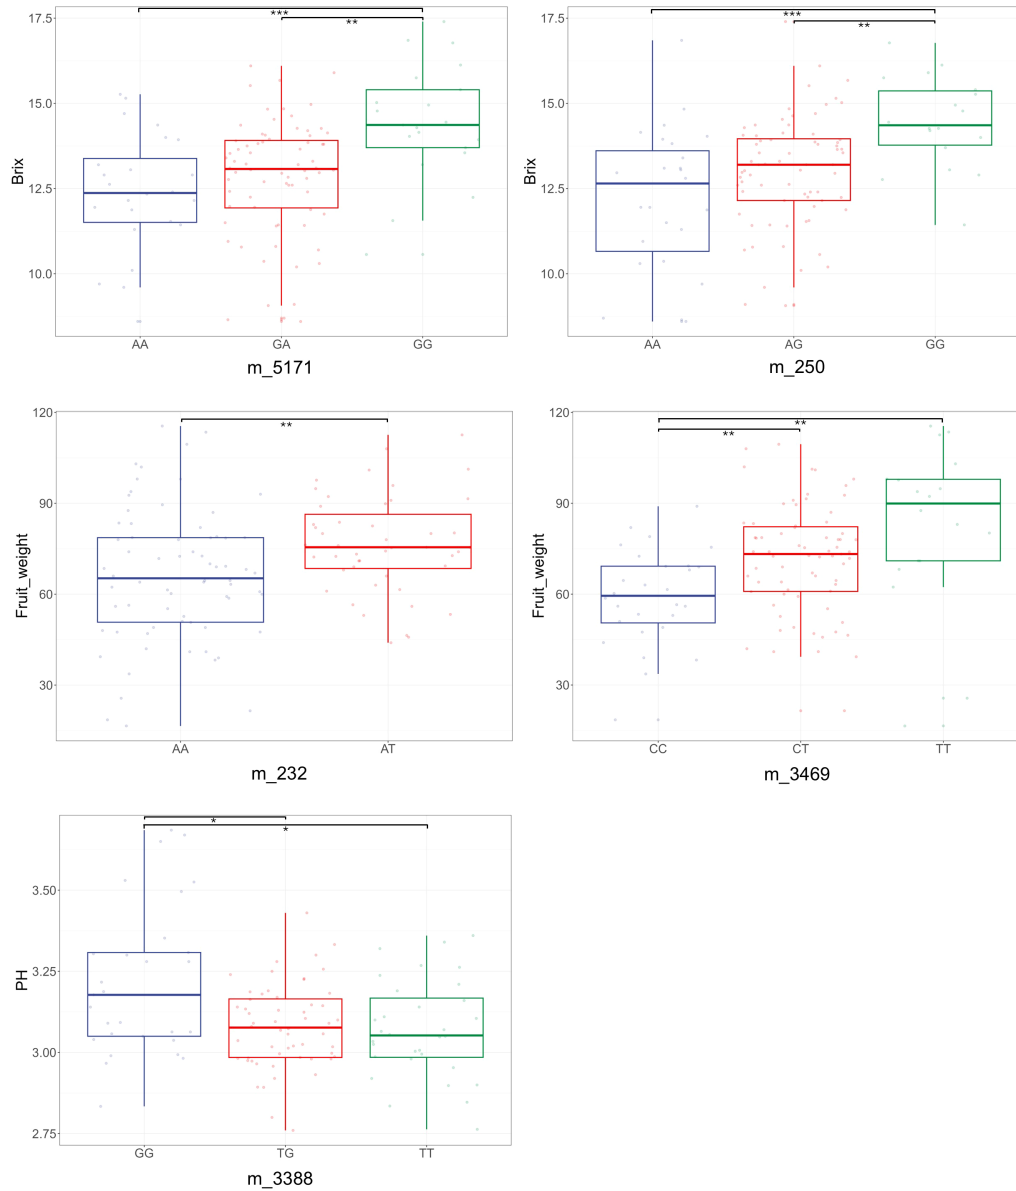 17.5
15.0
12.5
10.0
Brix
***
**
AA GA GG
m_5171
17.5
15.0
12.5
10.0
Brix
***
**
AA AG GG
m_250
120
90
60
30
Fruit_weight
**
AA AT
m_232
120
90
60
30
Fruit_weight
**
**
CC CT TT
m_3469
3.50
3.25
3.00
2.75
PH
*
*
GG TG TT
m_3388